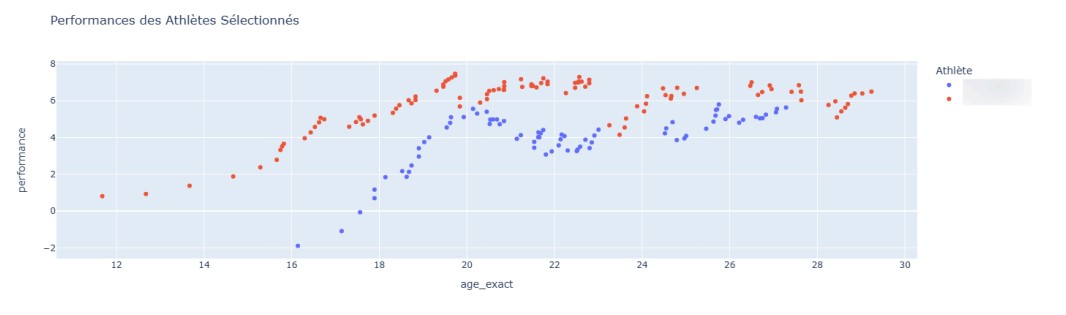 Performances des Athlètes Sélectionnés
Athlète
8
6
4
2
0
−2
performance
12 14 16 18 20 22 24 26 28 30
age_exact